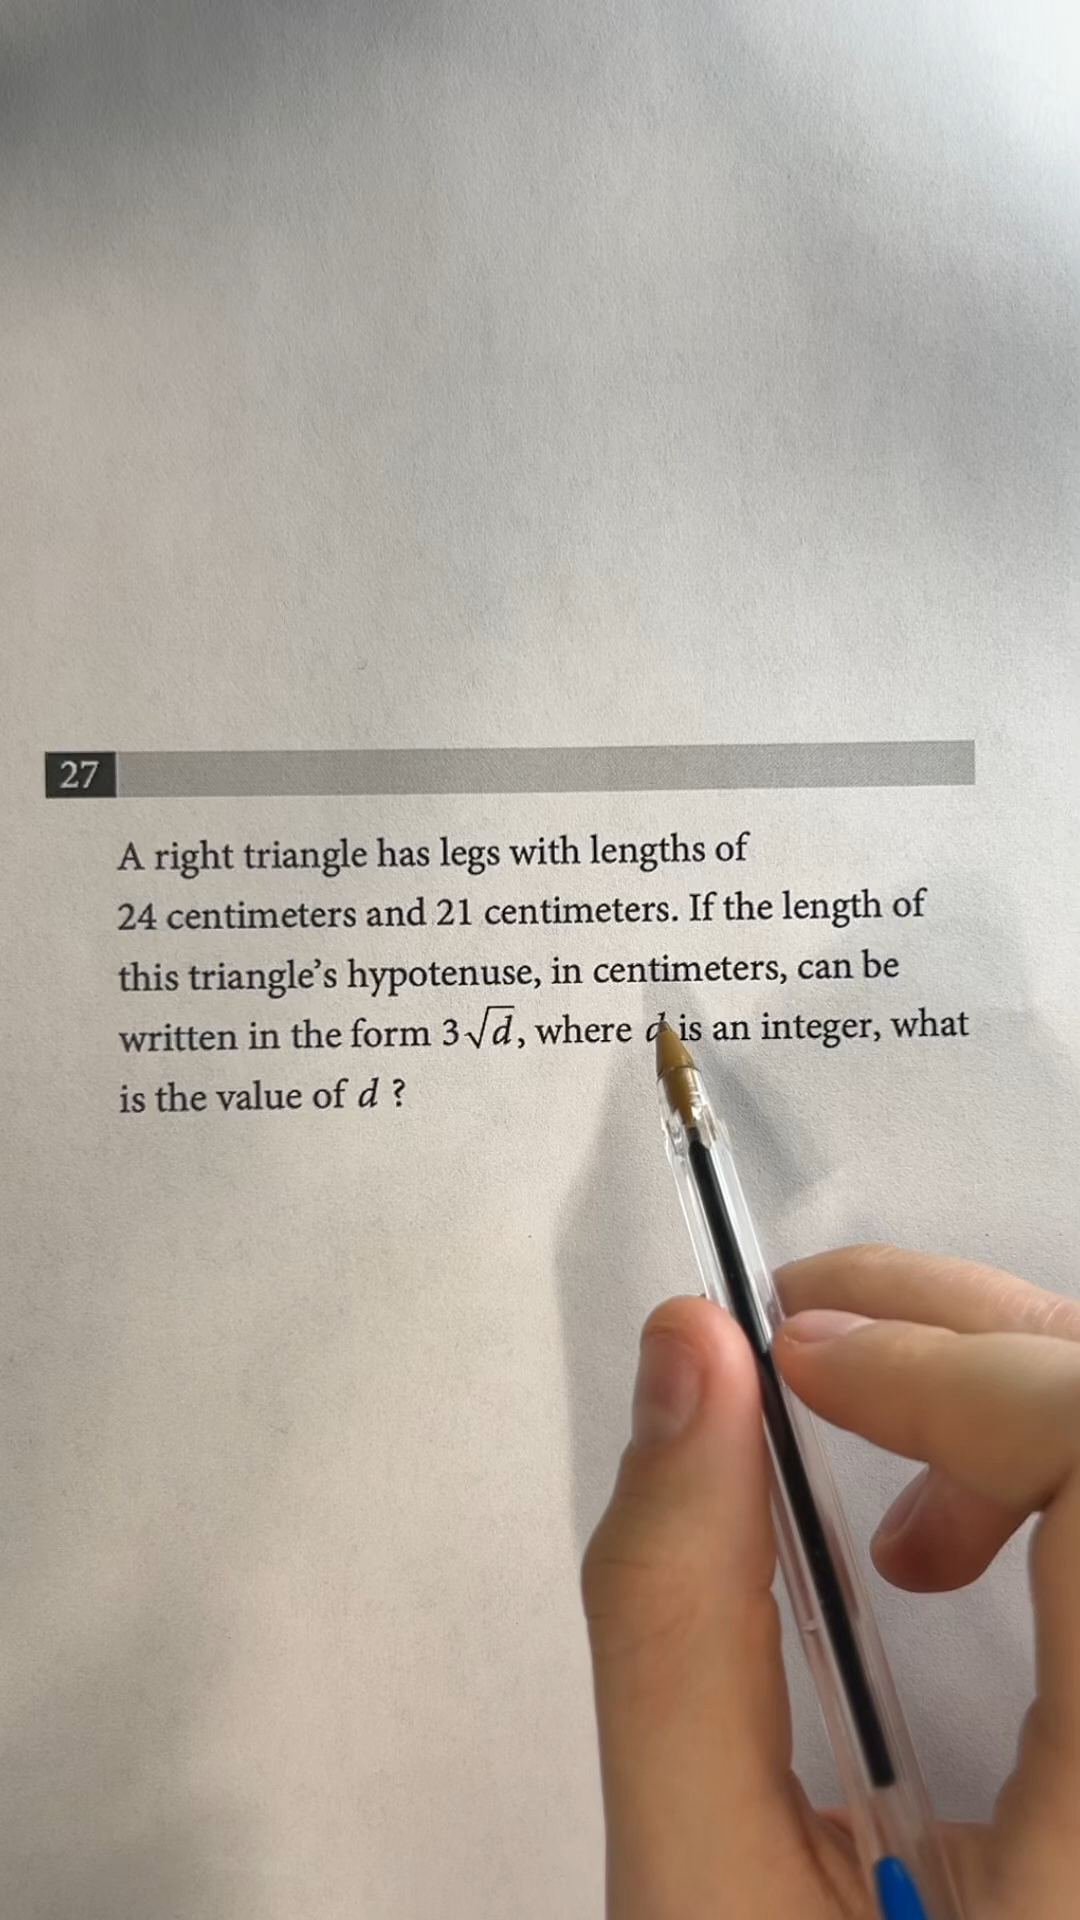 27
A right triangle has legs with lengths of
24 centimeters and 21 centimeters. If the length of
this triangle's hypotenuse, in centimeters, can be
written in the form 3√d, where d is an integer, what
is the value of d ?